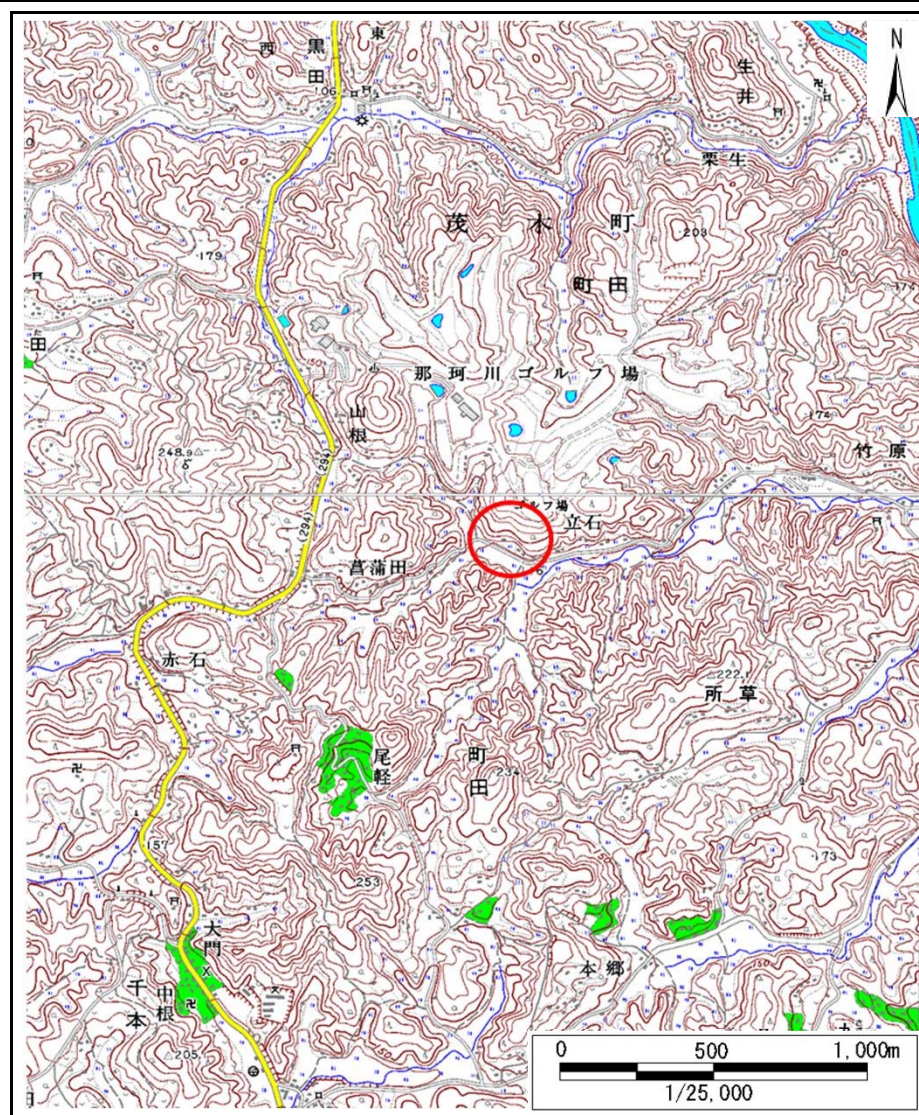 N
西
黒田
東
106
生井
栗生
茂木町
203
町田
179
田
150
那珂川ゴルフ場
山根
174
竹原
248.9
(294)
ゴルフ場
立石
(294)
菖蒲田
赤石
222.1
所草
尾軽
町田
234
157
253
173
大門
本郷
千本
中根
205
0 500 1,000m
1/25,000